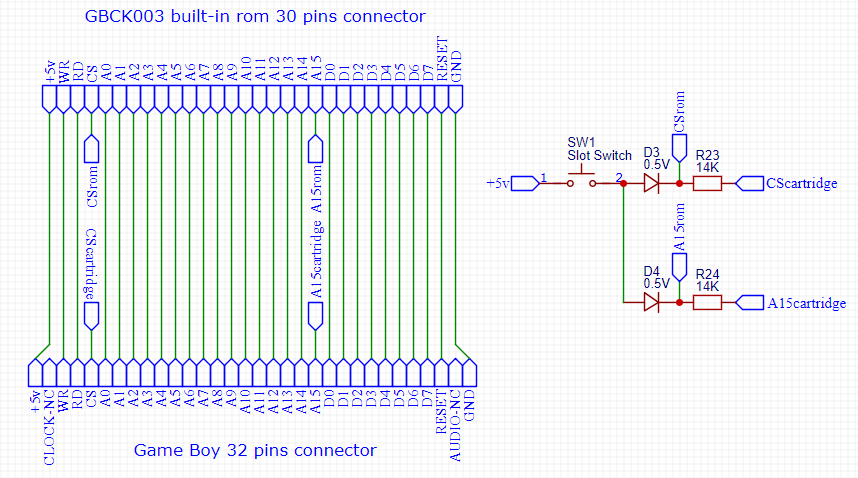 GBCK003 built-in rom 30 pins connector
+5v WR RD CS A0 A1 A2 A3 A4 A5 A6 A7 A8 A9 A10 A11 A12 A13 A14 A15 D0 D1 D2 D3 D4 D5 D6 D7 RESET GND
CSrom
A15rom
CScartridge
A15cartridge
+5v CLOCK-NC WR RD CS A0 A1 A2 A3 A4 A5 A6 A7 A8 A9 A10 A11 A12 A13 A14 A15 D0 D1 D2 D3 D4 D5 D6 D7 RESET AUDIO-NC GND
Game Boy 32 pins connector
CSrom
SW1
Slot Switch
D3
0.5V
R23
14K
+5v
1
2
CScartridge
A15rom
D4
0.5V
R24
14K
A15cartridge